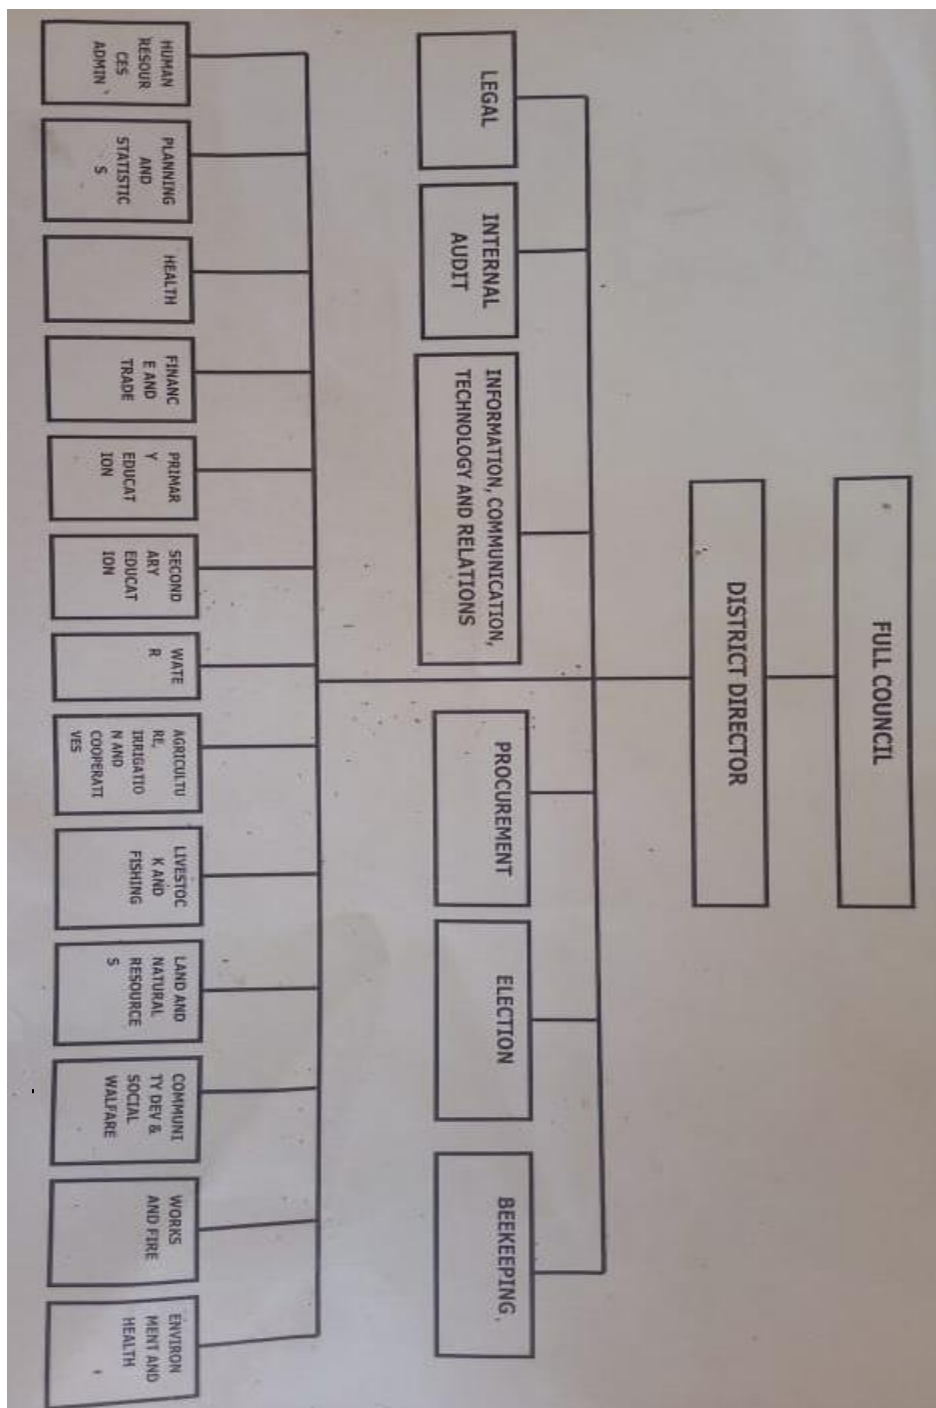 FULL COUNCIL
DISTRICT DIRECTOR
LEGAL
INTERNAL
AUDIT
INFORMATION, COMMUNICATION,
TECHNOLOGY AND RELATIONS
PROCUREMENT
ELECTION
BEEKEEPING,
HUMAN
RESOUR
CES
ADMIN
PLANNING
AND
STATISTIC
S
HEALTH
FINANC
E AND
TRADE
PRIMAR
Y
EDUCAT
ION
SECOND
ARY
EDUCAT
ION
WATE
R
AGRICULTU
RE,
IRRIGATIO
N AND
COOPERATI
VES
LIVESTOC
K AND
FISHING
LAND AND
NATURAL
RESOURCE
S
COMMUNI
TY DEV &
SOCIAL
WALFARE
WORKS
AND FIRE
ENVIRON
MENT AND
HEALTH